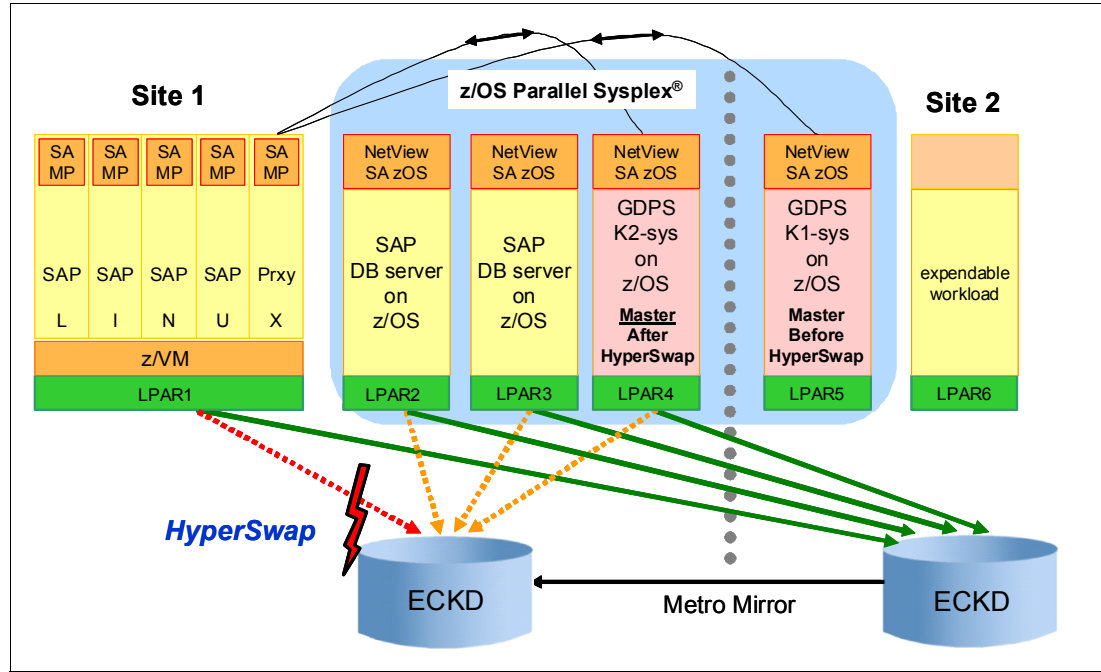 z/OS Parallel Sysplex®
Site 1
Site 2
SA
MP
SA
MP
SA
MP
SA
MP
SA
MP
SAP
SAP
SAP
SAP
Prxy
L
I
N
U
X
z/VM
LPAR1
NetView
SA zOS
SAP
DB server
on
z/OS
LPAR2
NetView
SA zOS
SAP
DB server
on
z/OS
LPAR3
NetView
SA zOS
GDPS
K2-sys
on
z/OS
Master
After
HyperSwap
LPAR4
NetView
SA zOS
GDPS
K1-sys
on
z/OS
Master
Before
HyperSwap
LPAR5
expendable
workload
LPAR6
HyperSwap
ECKD
Metro Mirror
ECKD